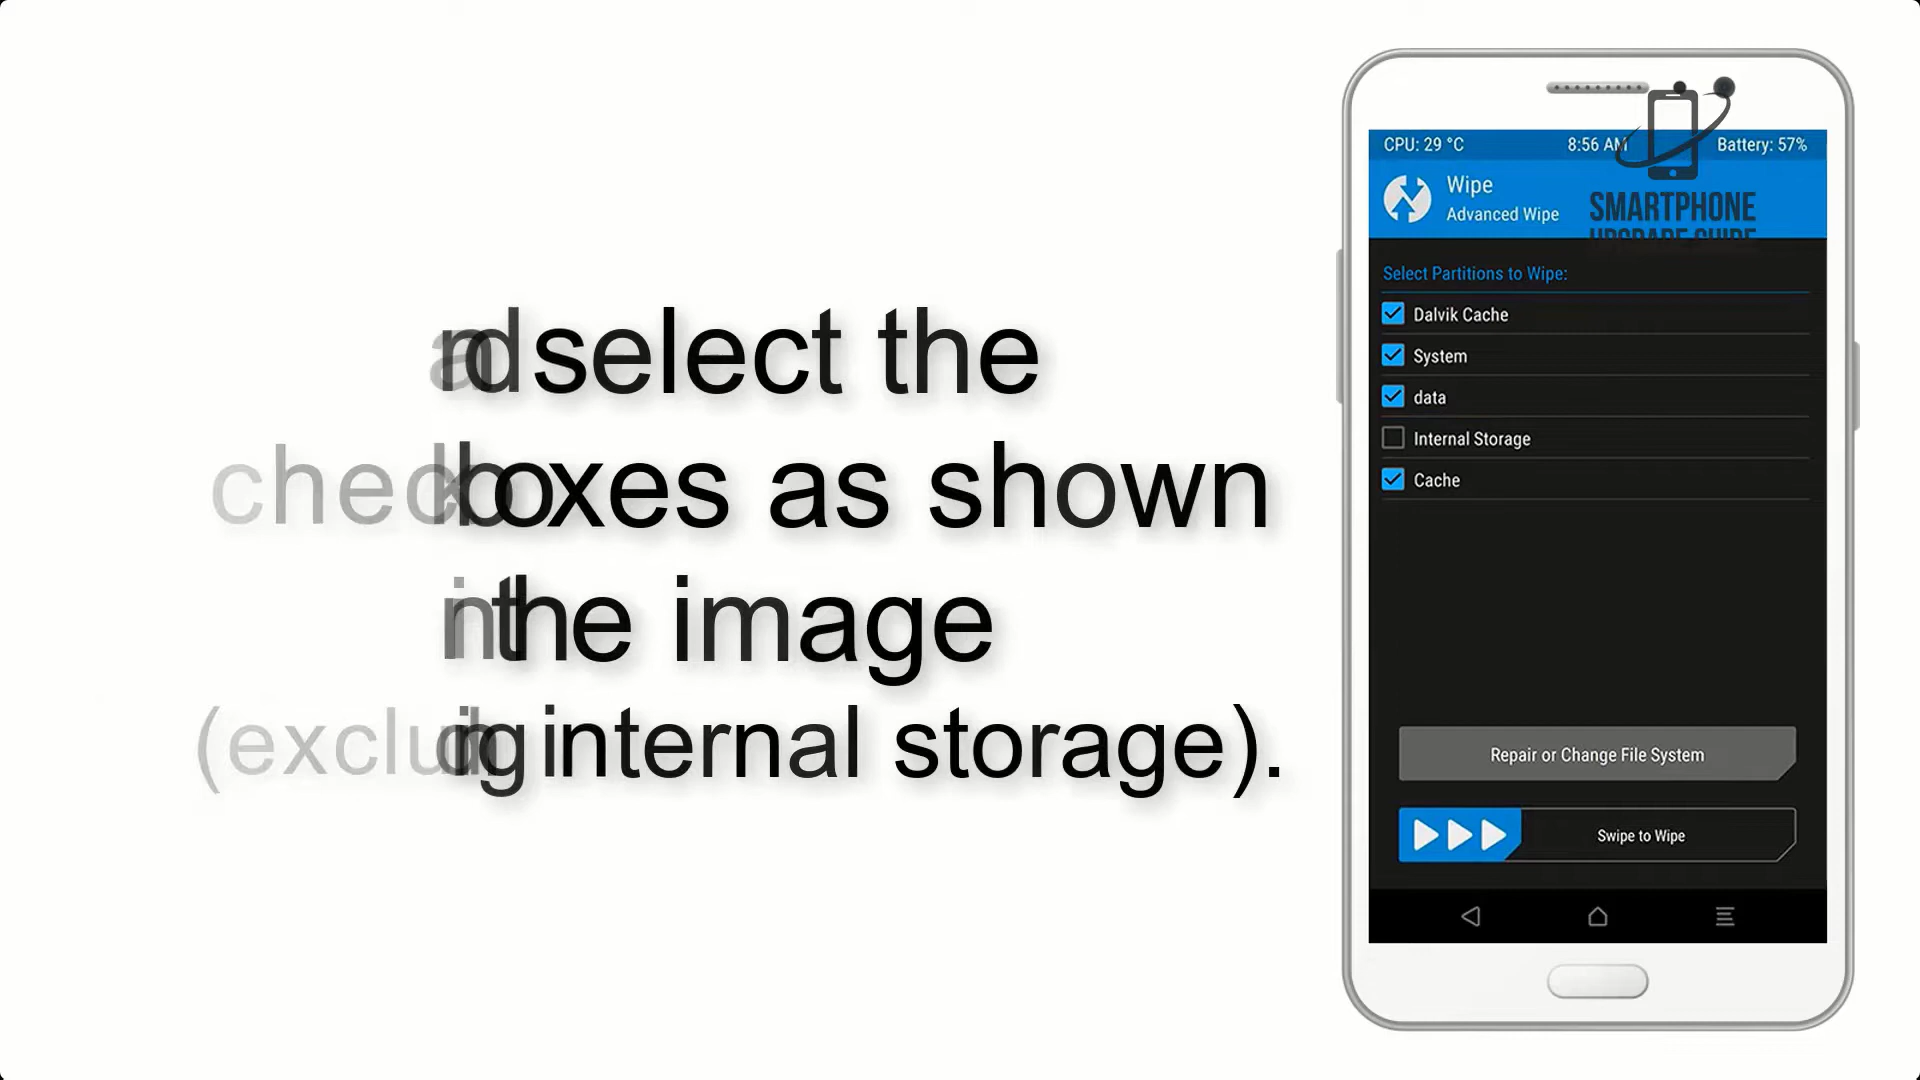 and select the
checkboxes as shown
in the image
(excluding internal storage).
CPU: 29 °C
8:56 AM
Battery: 57%
Wipe
Advanced Wipe
SMARTPHONE
UPGRADE GUIDE
Select Partitions to Wipe:
Dalvik Cache
System
data
Internal Storage
Cache
Repair or Change File System
Swipe to Wipe